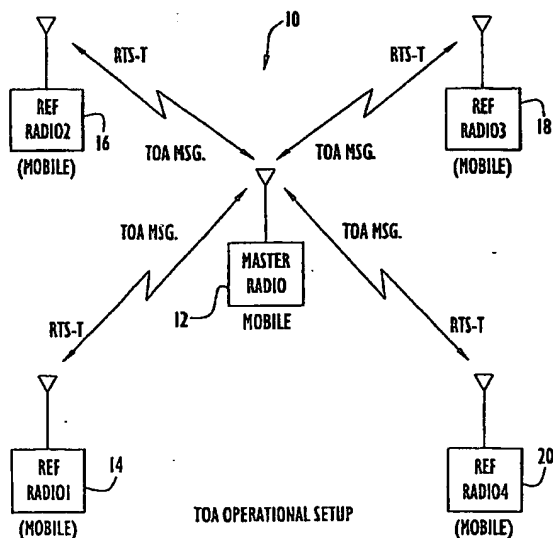 10
RTS-T
RTS-T
REF
RADIO2
16
(MOBILE)
REF
RADIO3
18
(MOBILE)
TOA MSG.
TOA MSG.
TOA MSG.
TOA MSG.
MASTER
RADIO
12
MOBILE
RTS-T
RTS-T
REF
RADIO1
14
(MOBILE)
REF
RADIO4
20
(MOBILE)
TOA OPERATIONAL SETUP